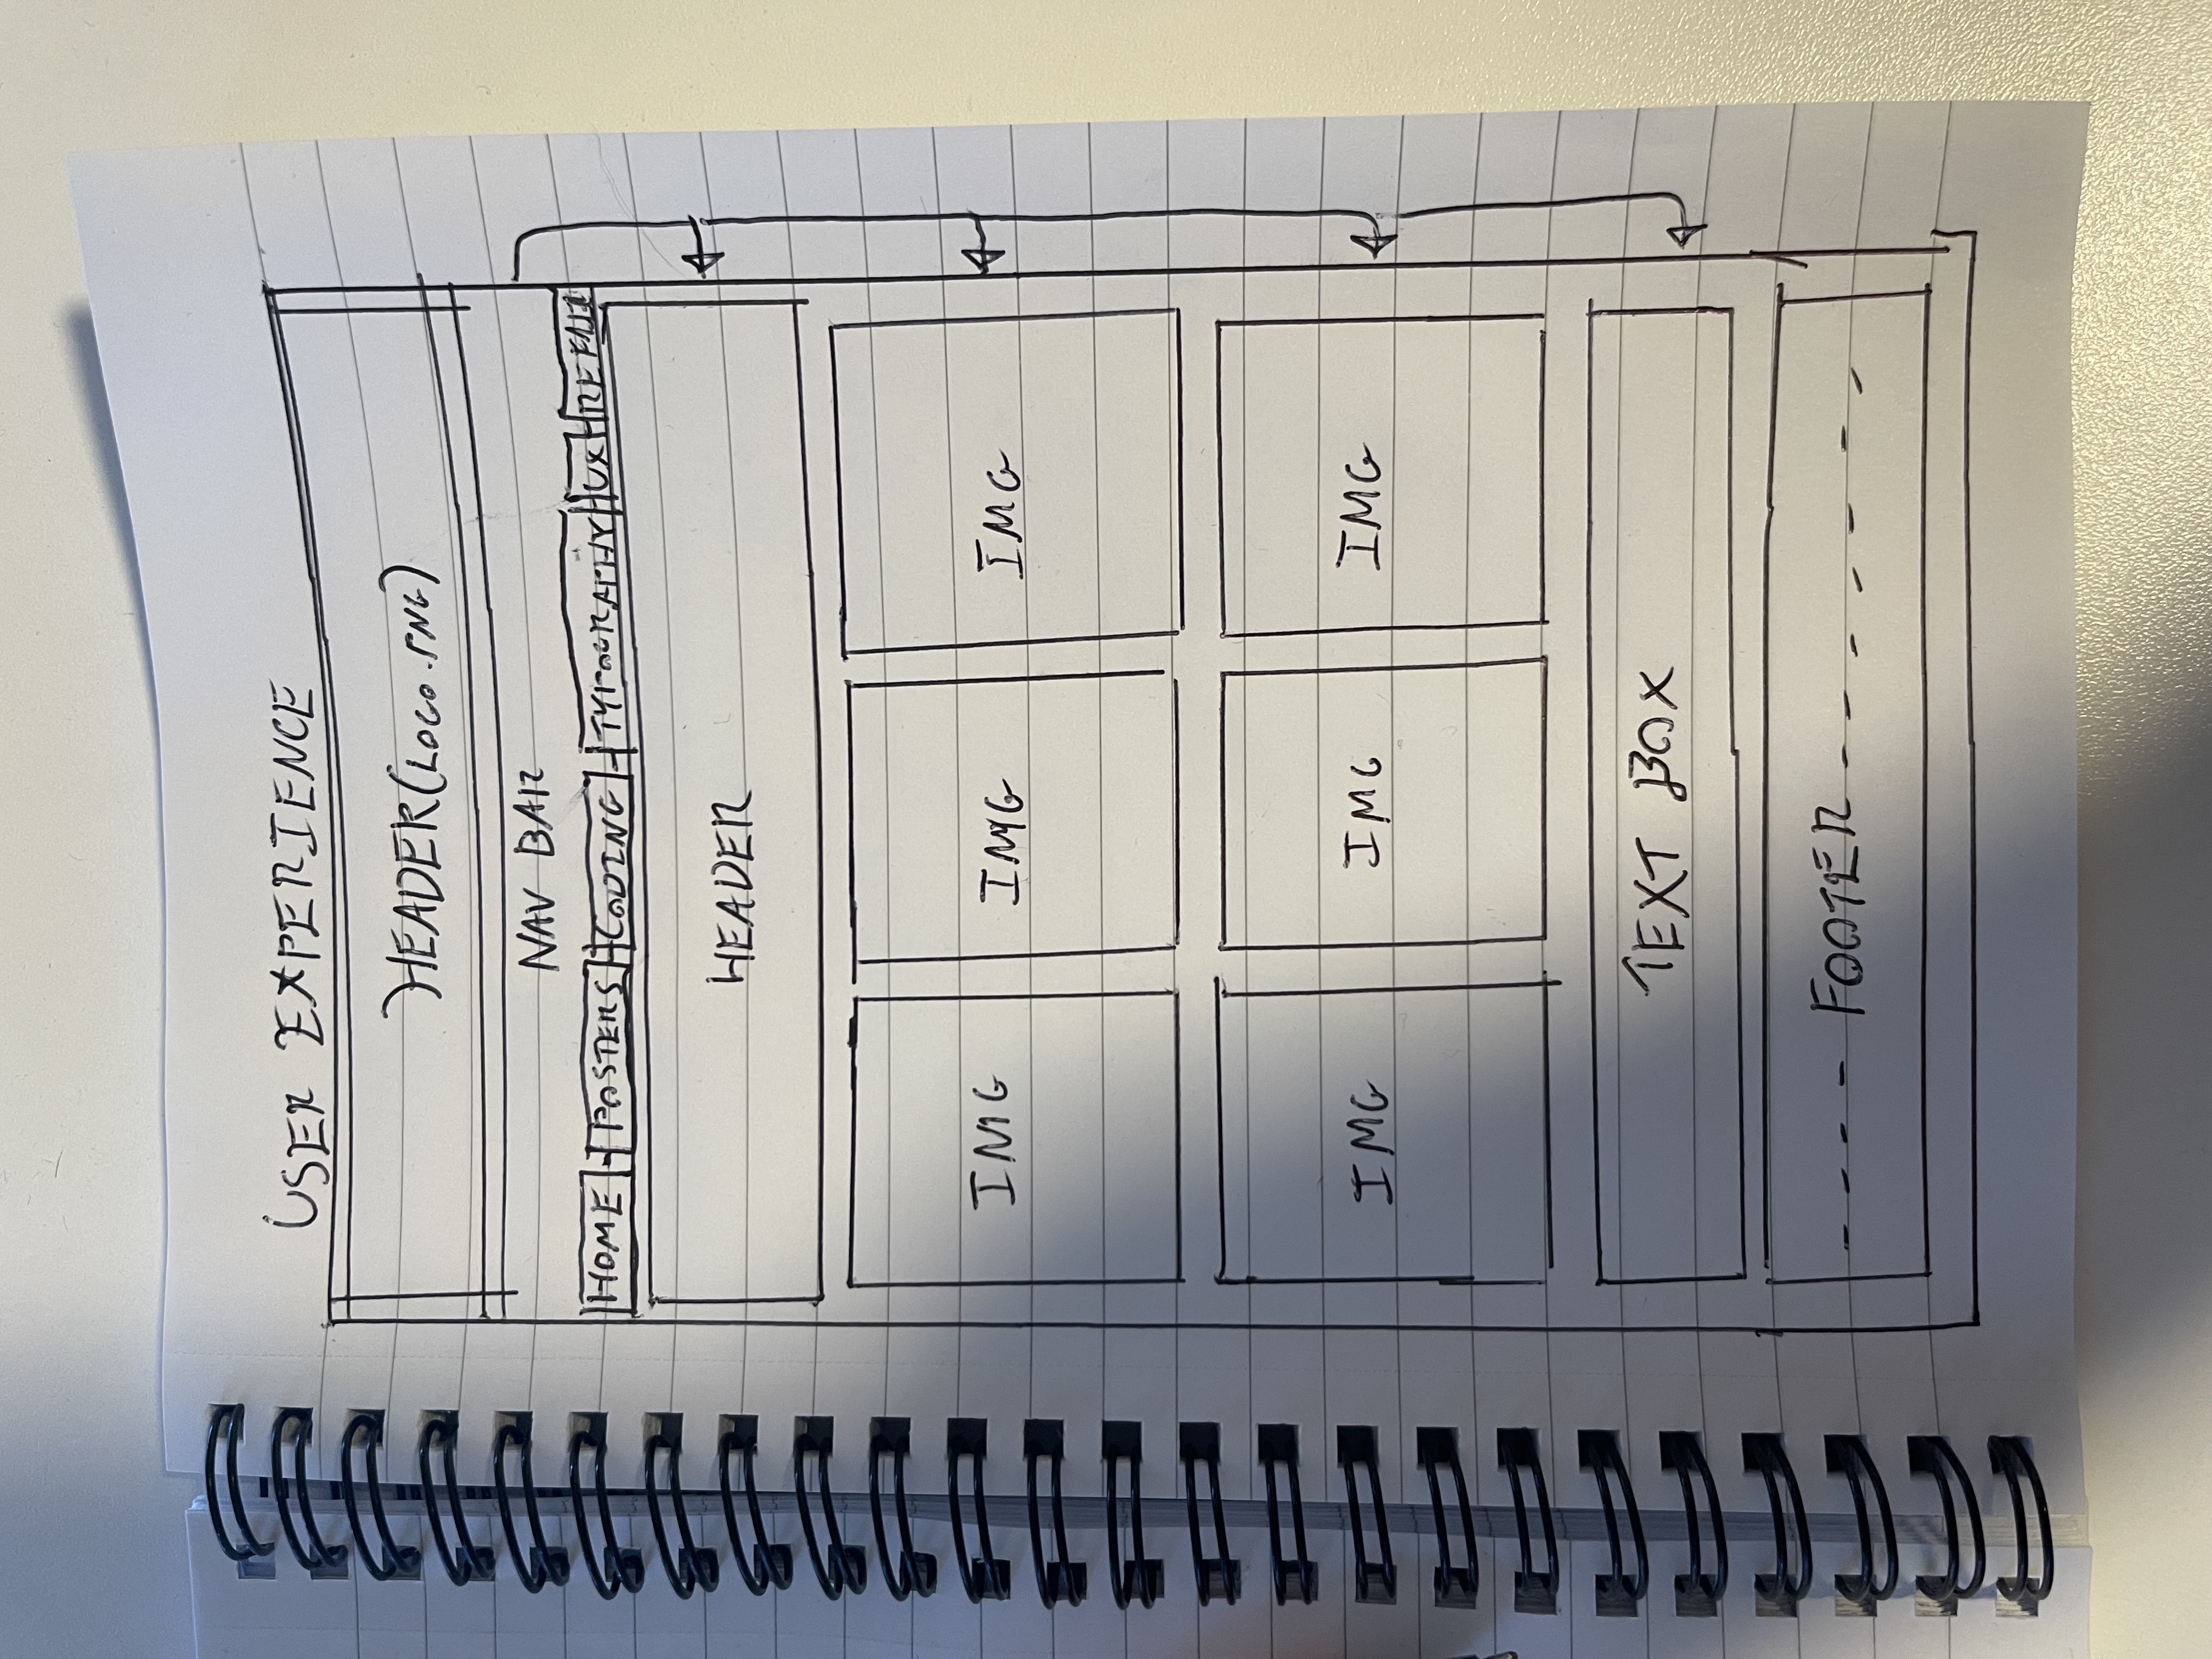 USER EXPERIENCE
HEADER(LOGO.PNG)
NAV BAR
HOME POSTERS CODING TYPOGRAPHY UX
HEADER
IMG IMG IMG
IMG IMG IMG
TEXT BOX
FOOTER